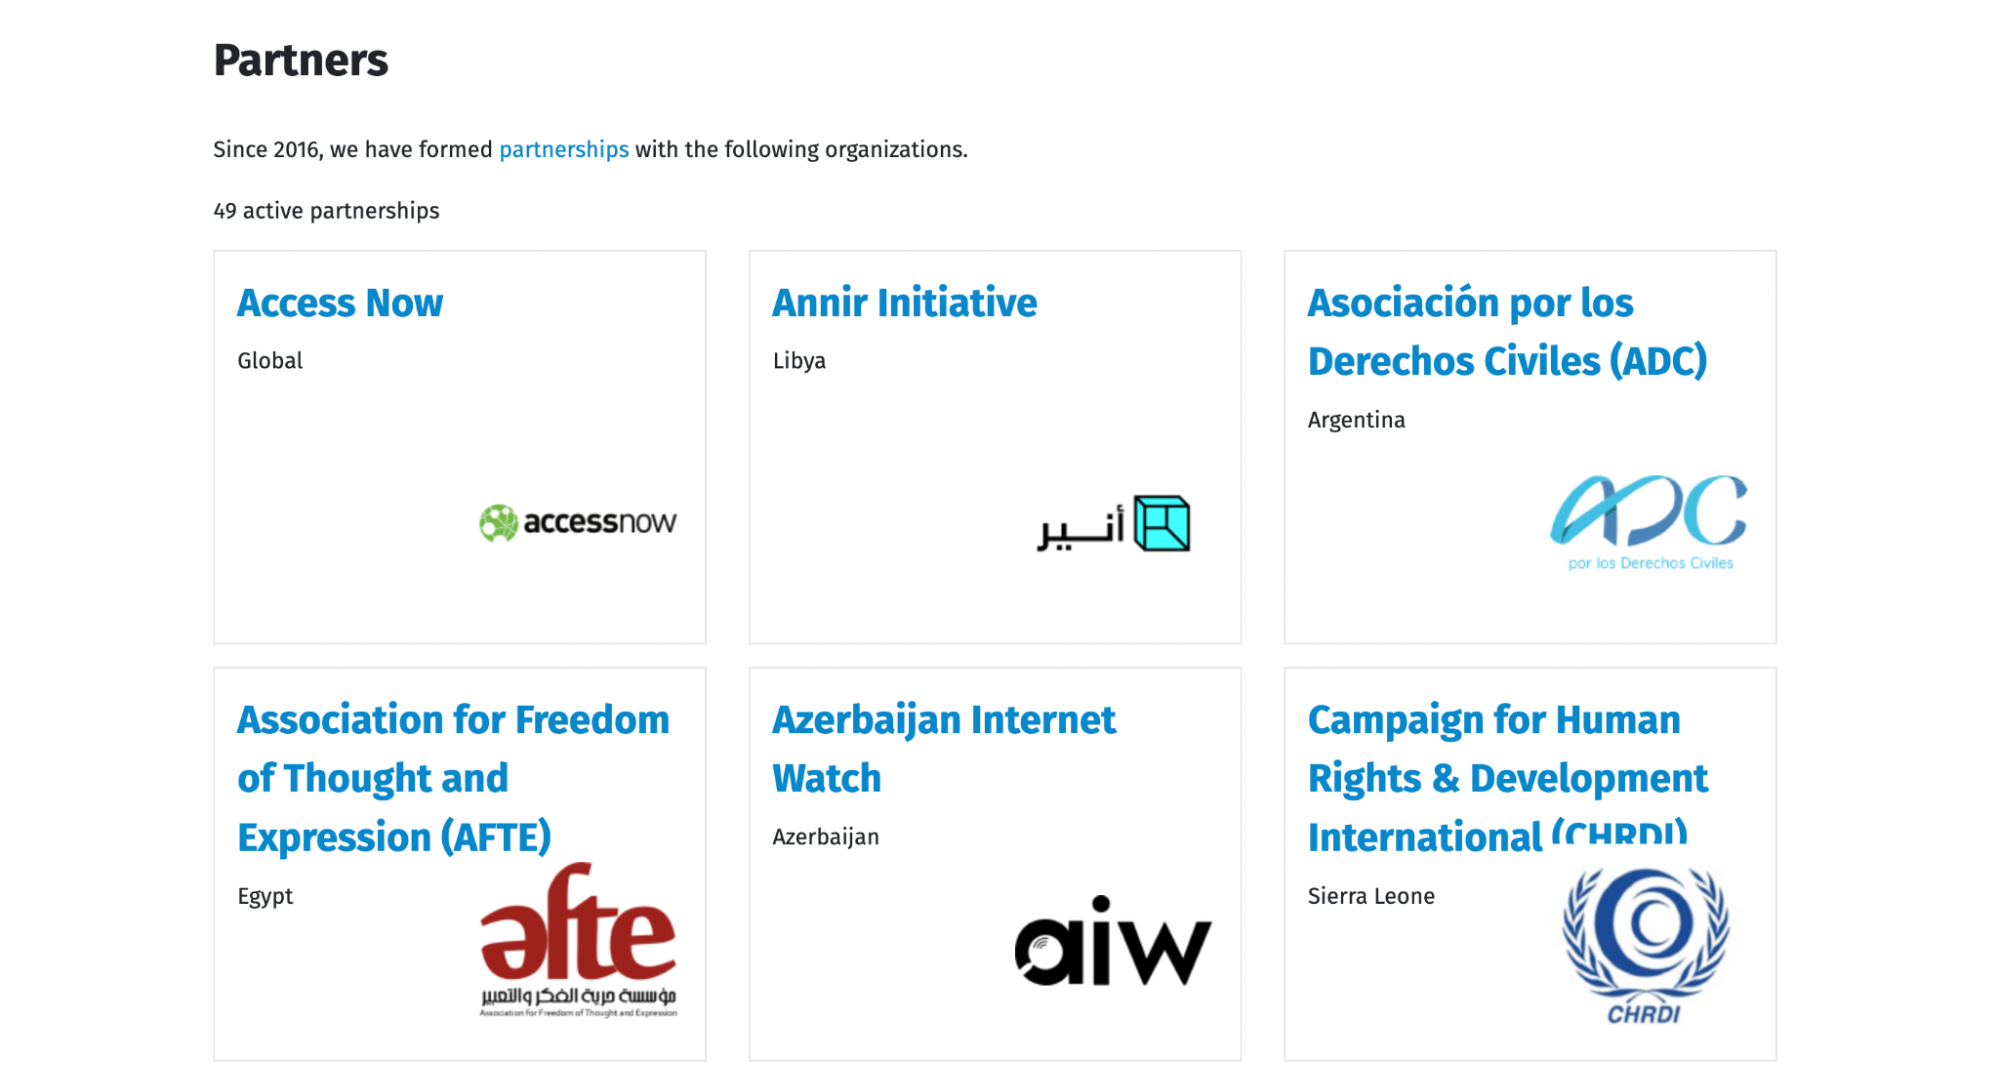 Partners
Since 2016, we have formed partnerships with the following organizations.
49 active partnerships
Access Now
Global
accessnow
Annir Initiative
Libya
أنير
Asociación por los
Derechos Civiles (ADC)
Argentina
ADC
por los Derechos Civiles
Association for Freedom
of Thought and
Expression (AFTE)
Egypt
afte
مؤسسة حرية الفكر والتعبير
Association for Freedom of Thought and Expression
Azerbaijan Internet
Watch
Azerbaijan
aiw
Campaign for Human
Rights & Development
International (CHRDI)
Sierra Leone
CHRDI